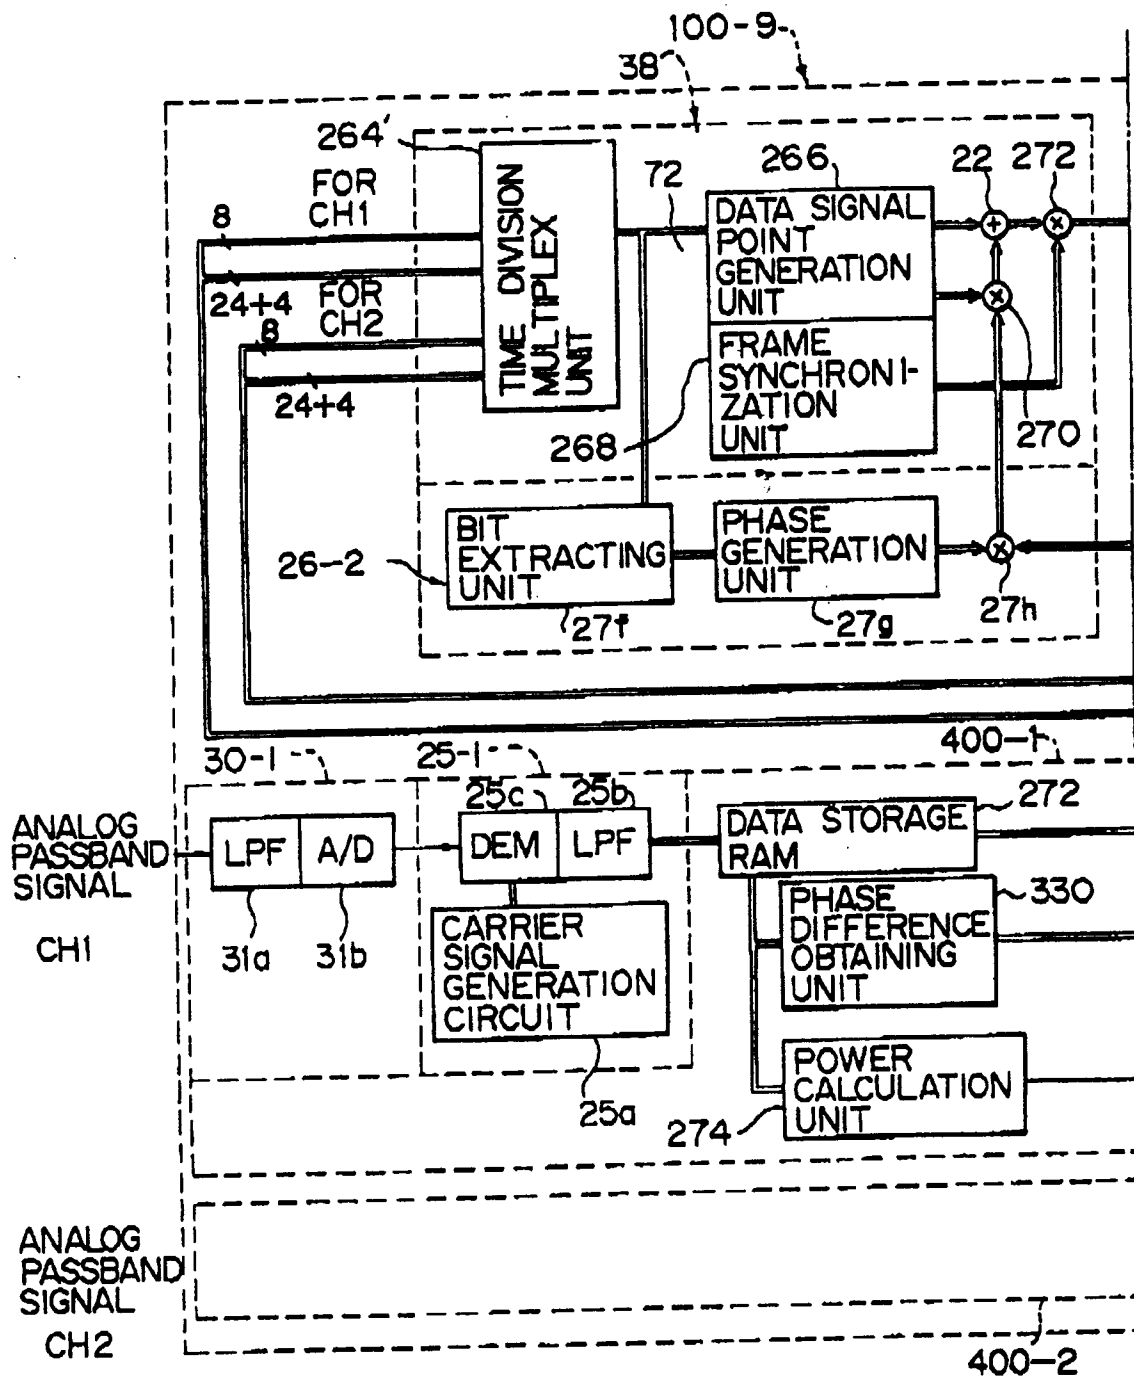 100-9
38
264'
FOR
CH1
8
24+4
FOR
CH2
8
24+4
TIME DIVISION
MULTIPLEX
UNIT
72
266
22
272
DATA SIGNAL
POINT
GENERATION
UNIT
+
×
×
FRAME
SYNCHRONI-
ZATION
UNIT
268
270
BIT
EXTRACTING
UNIT
26-2
27f
PHASE
GENERATION
UNIT
27g
×
27h
30-1
25-1
400-1
ANALOG
PASSBAND
SIGNAL
CH1
LPF
A/D
31a
31b
25c
25b
DEM
LPF
CARRIER
SIGNAL
GENERATION
CIRCUIT
25a
DATA STORAGE
RAM
272
PHASE
DIFFERENCE
OBTAINING
UNIT
330
POWER
CALCULATION
UNIT
274
ANALOG
PASSBAND
SIGNAL
CH2
400-2